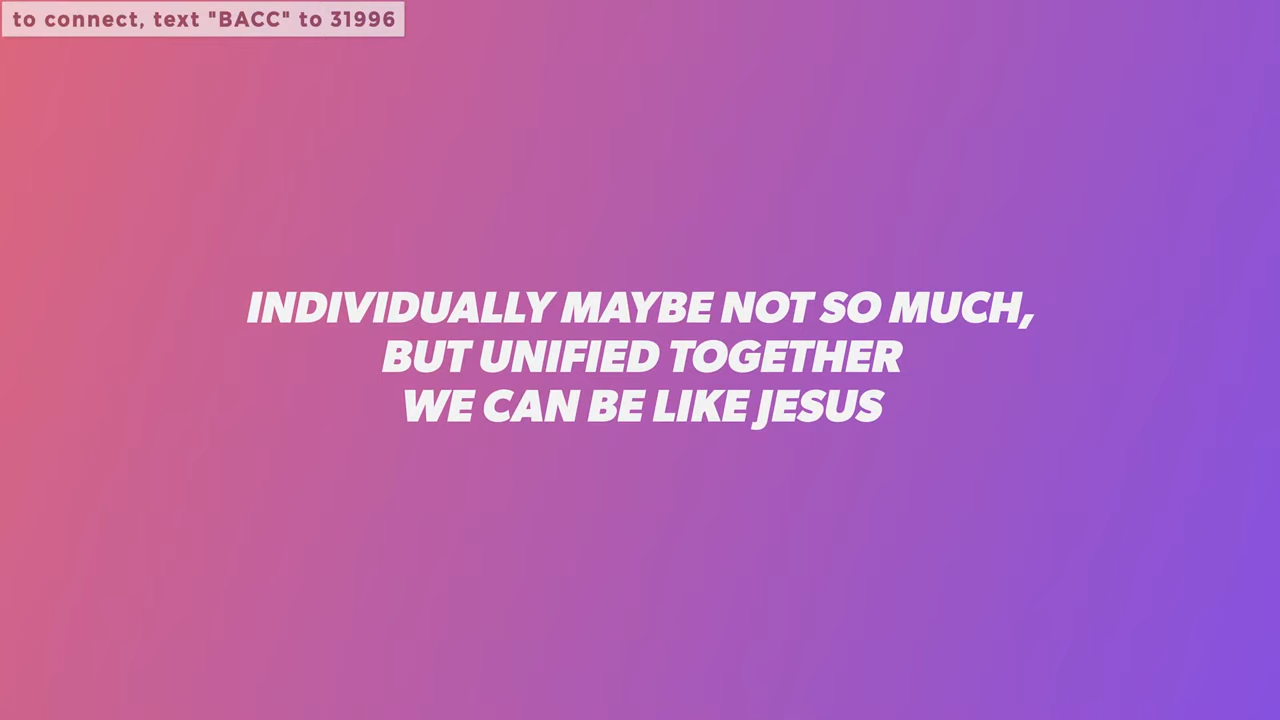 to connect, text "BACC" to 31996
INDIVIDUALLY MAYBE NOT SO MUCH,
BUT UNIFIED TOGETHER
WE CAN BE LIKE JESUS